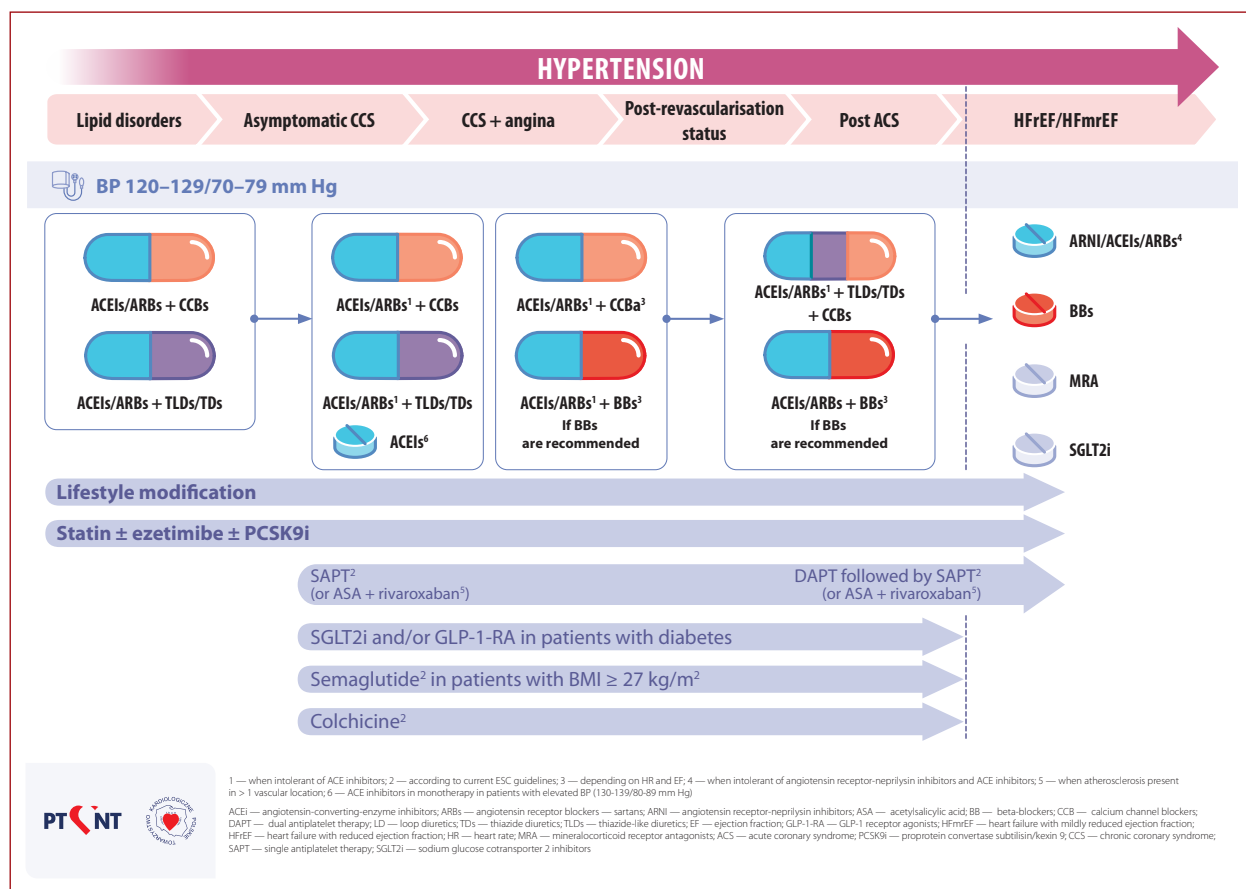 HYPERTENSION
Lipid disorders
Asymptomatic CCS
CCS + angina
Post-revascularisation
status
Post ACS
HFrEF/HFmrEF
BP 120–129/70–79 mm Hg
ACEIs/ARBs + CCBs
ACEIs/ARBs + TLDs/TDs
ACEIs/ARBs¹ + CCBs
ACEIs/ARBs¹ + TLDs/TDs
ACEIs⁶
ACEIs/ARBs¹ + CCBa³
ACEIs/ARBs¹ + BBs³
If BBs
are recommended
ACEIs/ARBs¹ + TLDs/TDs
+ CCBs
ACEIs/ARBs + BBs³
If BBs
are recommended
ARNI/ACEIs/ARBs⁴
BBs
MRA
SGLT2i
Lifestyle modification
Statin ± ezetimibe ± PCSK9i
SAPT²
(or ASA + rivaroxaban⁵)
DAPT followed by SAPT²
(or ASA + rivaroxaban⁵)
SGLT2i and/or GLP-1-RA in patients with diabetes
Semaglutide² in patients with BMI ≥ 27 kg/m²
Colchicine²
PT NT
TOWARZYSTWO KARDIOLOGICZNE POLSKIE
1 — when intolerant of ACE inhibitors; 2 — according to current ESC guidelines; 3 — depending on HR and EF; 4 — when intolerant of angiotensin receptor-neprilysin inhibitors and ACE inhibitors; 5 — when atherosclerosis present
in > 1 vascular location; 6 — ACE inhibitors in monotherapy in patients with elevated BP (130-139/80-89 mm Hg)
ACEi — angiotensin-converting-enzyme inhibitors; ARBs — angiotensin receptor blockers — sartans; ARNI — angiotensin receptor-neprilysin inhibitors; ASA — acetylsalicylic acid; BB — beta-blockers; CCB — calcium channel blockers;
DAPT — dual antiplatelet therapy; LD — loop diuretics; TDs — thiazide diuretics; TLDs — thiazide-like diuretics; EF — ejection fraction; GLP-1-RA — GLP-1 receptor agonists; HFmrEF — heart failure with mildly reduced ejection fraction;
HFrEF — heart failure with reduced ejection fraction; HR — heart rate; MRA — mineralocorticoid receptor antagonists; ACS — acute coronary syndrome; PCSK9i — proprotein convertase subtilisin/kexin 9; CCS — chronic coronary syndrome;
SAPT — single antiplatelet therapy; SGLT2i — sodium glucose cotransporter 2 inhibitors